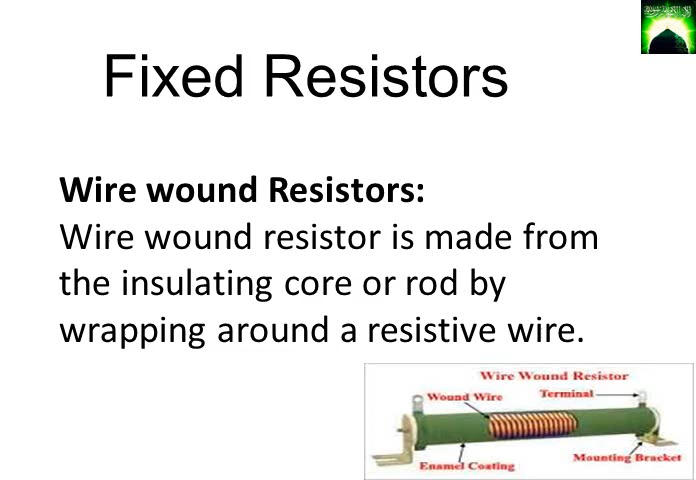 Fixed Resistors
Wire wound Resistors:
Wire wound resistor is made from
the insulating core or rod by
wrapping around a resistive wire.
Wire Wound Resistor
Wound Wire
Terminal
Enamel Coating
Mounting Bracket